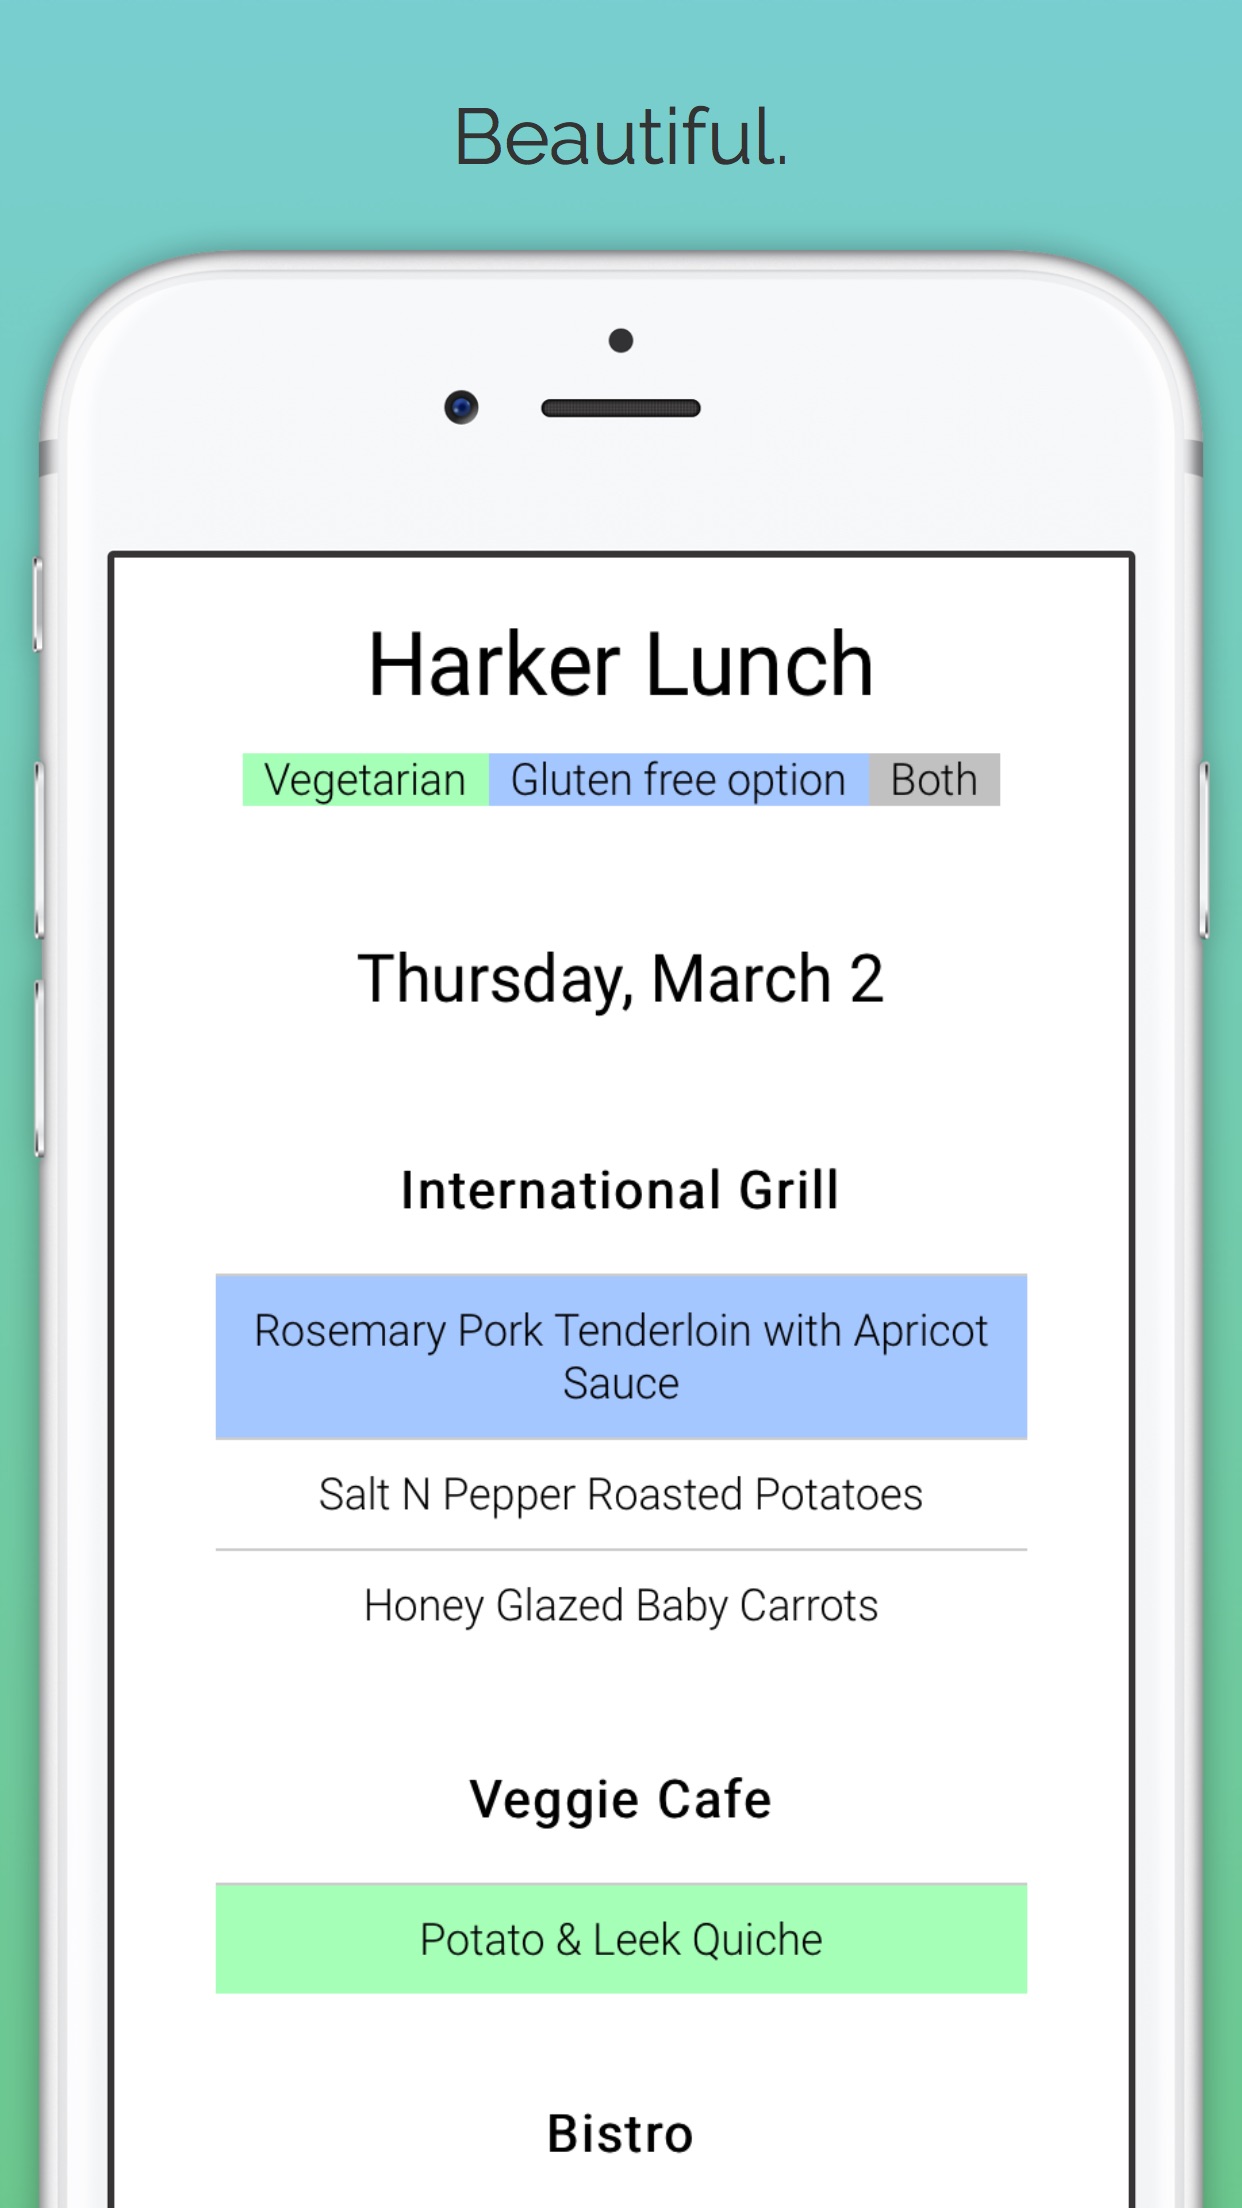 Beautiful.
Harker Lunch
Vegetarian Gluten free option Both
Thursday, March 2
International Grill
Rosemary Pork Tenderloin with Apricot
Sauce
Salt N Pepper Roasted Potatoes
Honey Glazed Baby Carrots
Veggie Cafe
Potato & Leek Quiche
Bistro